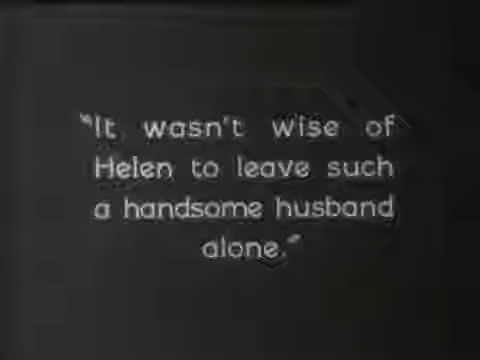 "It wasn't wise of
Helen to leave such
a handsome husband
alone."